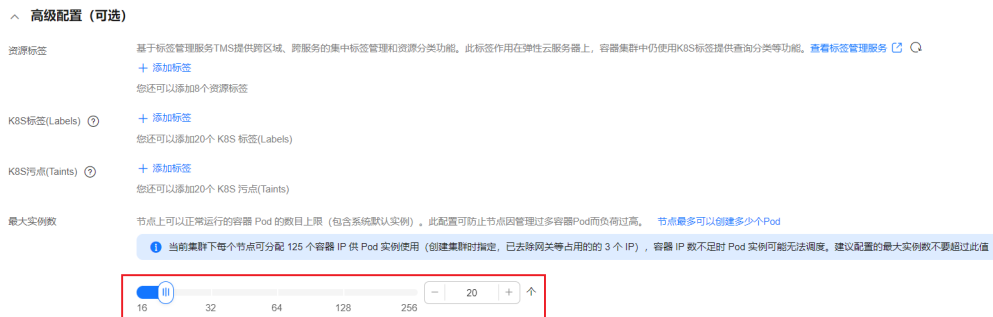 高级配置（可选）
资源标签
基于标签管理服务TMS提供跨区域、跨服务的集中标签管理和资源分类功能。此标签作用在弹性云服务器上，容器集群中仍使用K8S标签提供查询分类等功能。查看标签管理服务
添加标签
您还可以添加8个资源标签
K8S标签(Labels) ?
添加标签
您还可以添加20个 K8S 标签(Labels)
K8S污点(Taints) ?
添加标签
您还可以添加20个 K8S 污点(Taints)
最大实例数
节点上可以正常运行的容器 Pod 的数目上限（包含系统默认实例）。此配置可防止节点因管理过多容器Pod而负荷过高。 节点最多可以创建多少个Pod
当前集群下每个节点可分配 125 个容器 IP 供 Pod 实例使用（创建集群时指定，已去除网关等占用的的 3 个 IP），容器 IP 数不足时 Pod 实例可能无法调度。建议配置的最大实例数不要超过此值
− 20 + 个
16 32 64 128 256